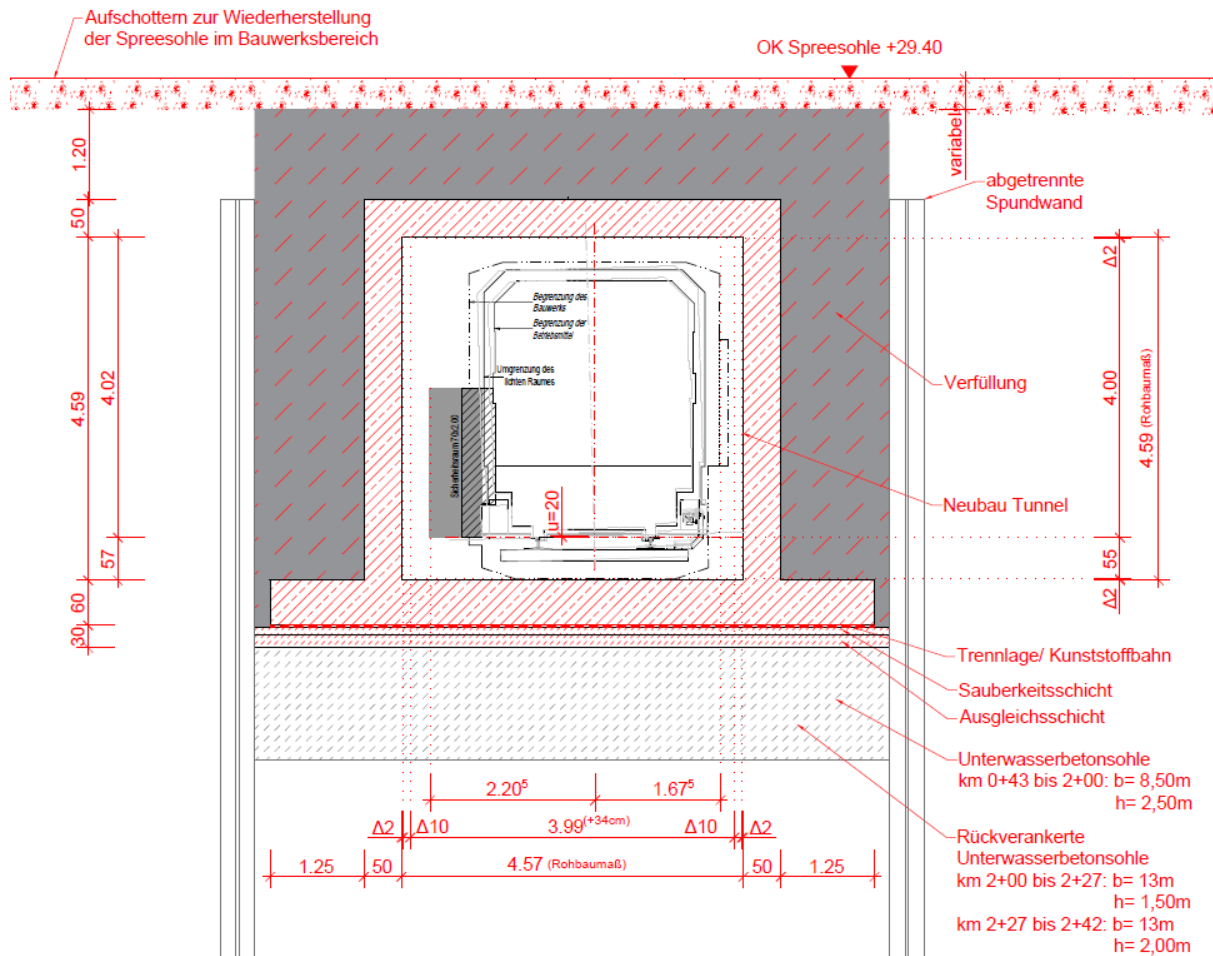 Aufschottern zur Wiederherstellung
der Spreesohle im Bauwerksbereich
OK Spreesohle +29.40
variabel
1.20
50
4.59
4.02
57
60
30
abgetrennte
Spundwand
Δ2
4.00
4.59 (Rohbaumaß)
55
Δ2
Begrenzung des
Bauwerks
Begrenzung der
Betriebsmittel
Umgrenzung des
lichten Raumes
Sicherheitsraum 70x2.00
u=20
Verfüllung
Neubau Tunnel
Trennlage/ Kunststoffbahn
Sauberkeitsschicht
Ausgleichsschicht
Unterwasserbetonsohle
km 0+43 bis 2+00: b= 8,50m
h= 2,50m
Rückverankerte
Unterwasserbetonsohle
km 2+00 bis 2+27: b= 13m
h= 1,50m
km 2+27 bis 2+42: b= 13m
h= 2,00m
2.20⁵
1.67⁵
Δ2
Δ10
3.99(+34cm)
Δ10
Δ2
1.25
50
4.57 (Rohbaumaß)
50
1.25